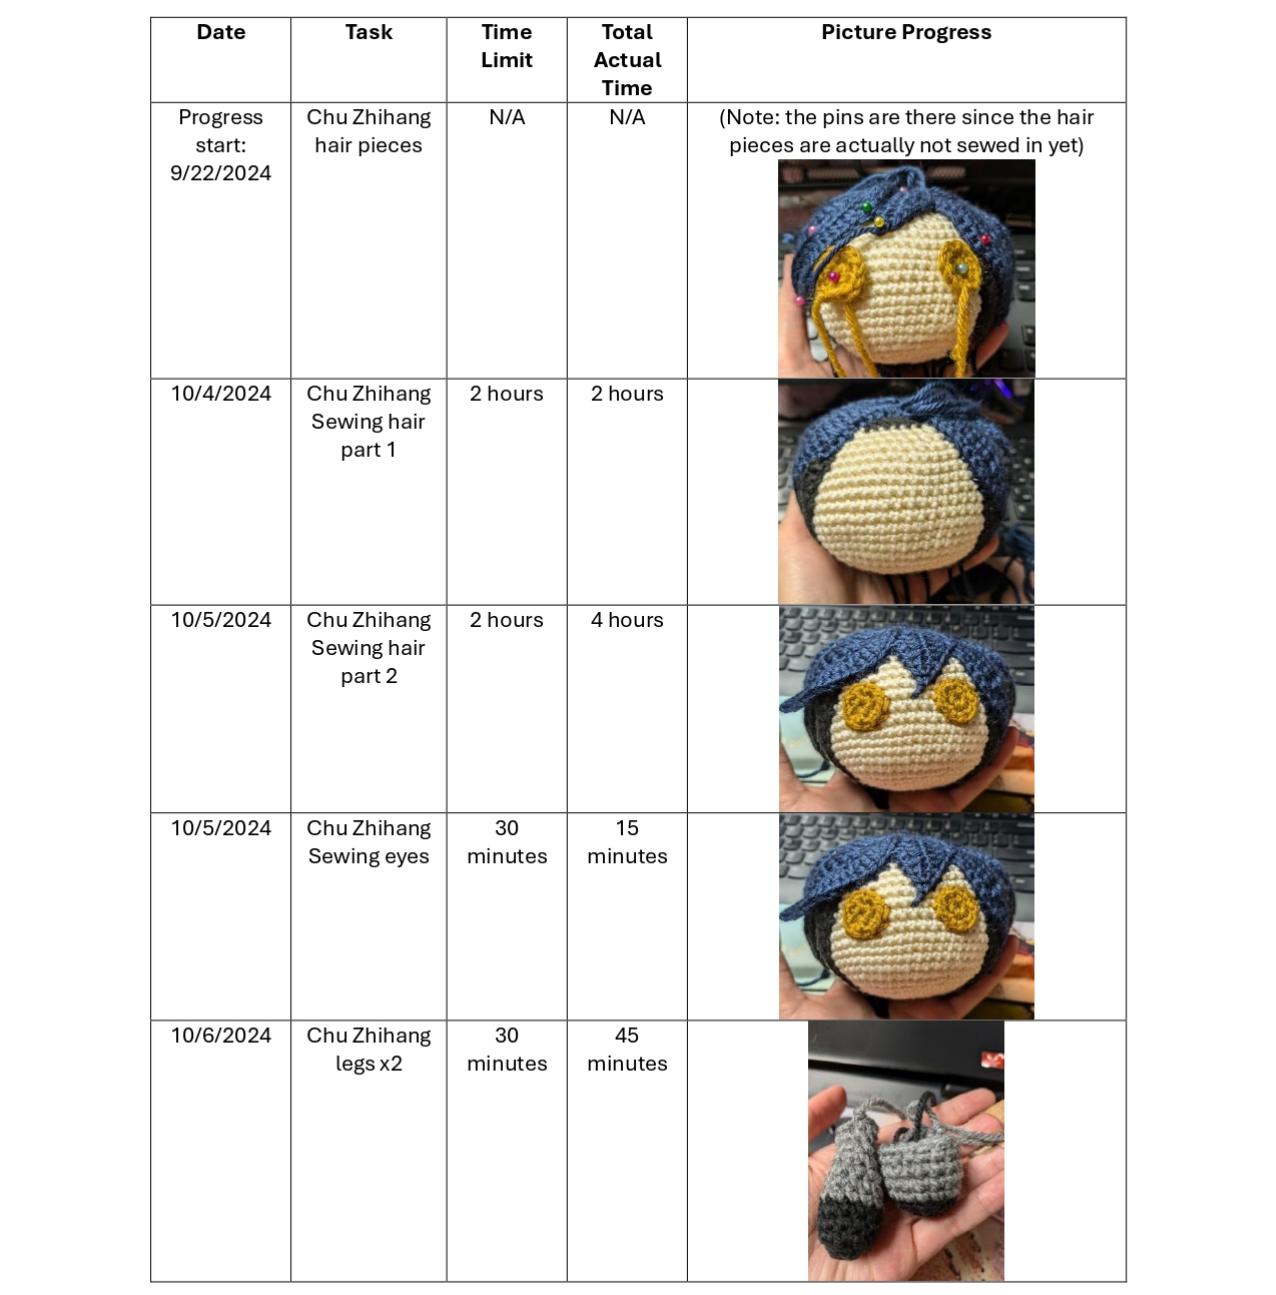 Date
Task
Time
Limit
Total
Actual
Time
Picture Progress
Progress
start:
9/22/2024
Chu Zhihang
hair pieces
N/A
N/A
(Note: the pins are there since the hair
pieces are actually not sewed in yet)
10/4/2024
Chu Zhihang
Sewing hair
part 1
2 hours
2 hours
10/5/2024
Chu Zhihang
Sewing hair
part 2
2 hours
4 hours
10/5/2024
Chu Zhihang
Sewing eyes
30
minutes
15
minutes
10/6/2024
Chu Zhihang
legs x2
30
minutes
45
minutes